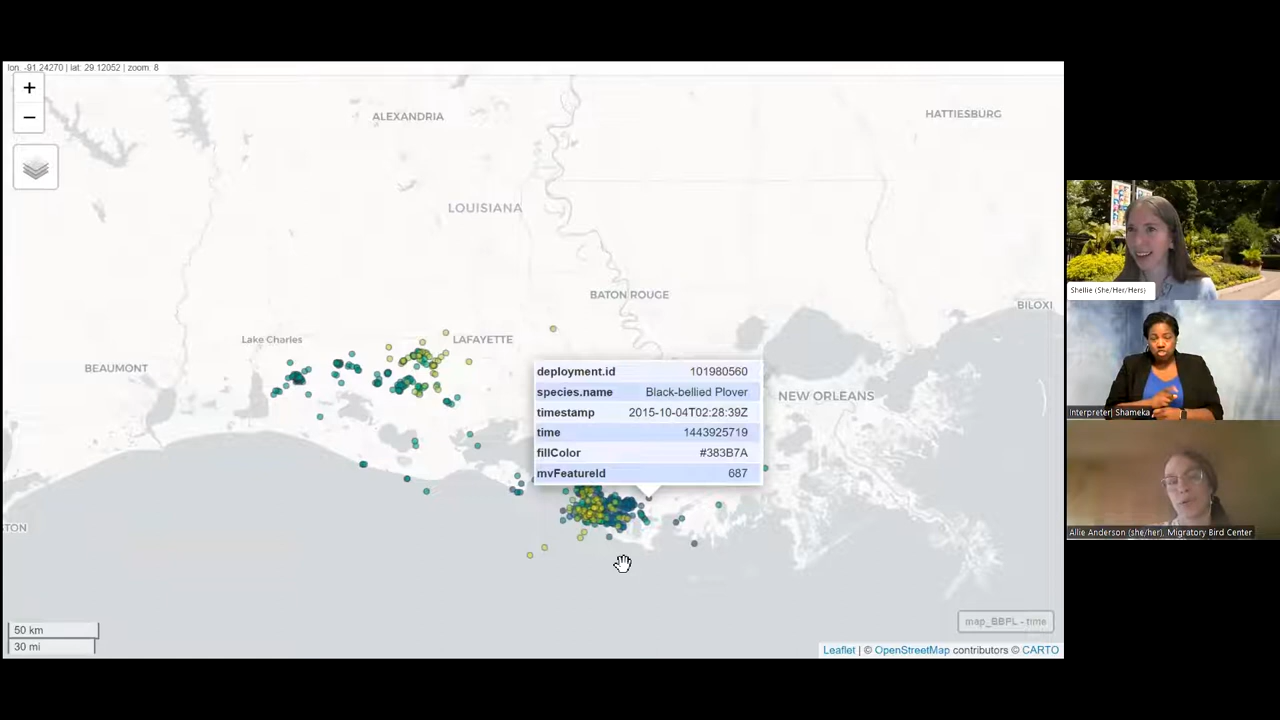 lon: -91.24270 | lat: 29.12052 | zoom: 8
+
−
ALEXANDRIA
HATTIESBURG
LOUISIANA
BATON ROUGE
BILOXI
Lake Charles
LAFAYETTE
BEAUMONT
NEW ORLEANS
deployment.id 101980560
species.name Black-bellied Plover
timestamp 2015-10-04T02:28:39Z
time 1443925719
fillColor #383B7A
mvFeatureId 687
STON
50 km
30 mi
map_BBPL - time
Leaflet | © OpenStreetMap contributors © CARTO
Shellie (She/Her/Hers)
Interpreter| Shameka
Allie Anderson (she/her), Migratory Bird Center